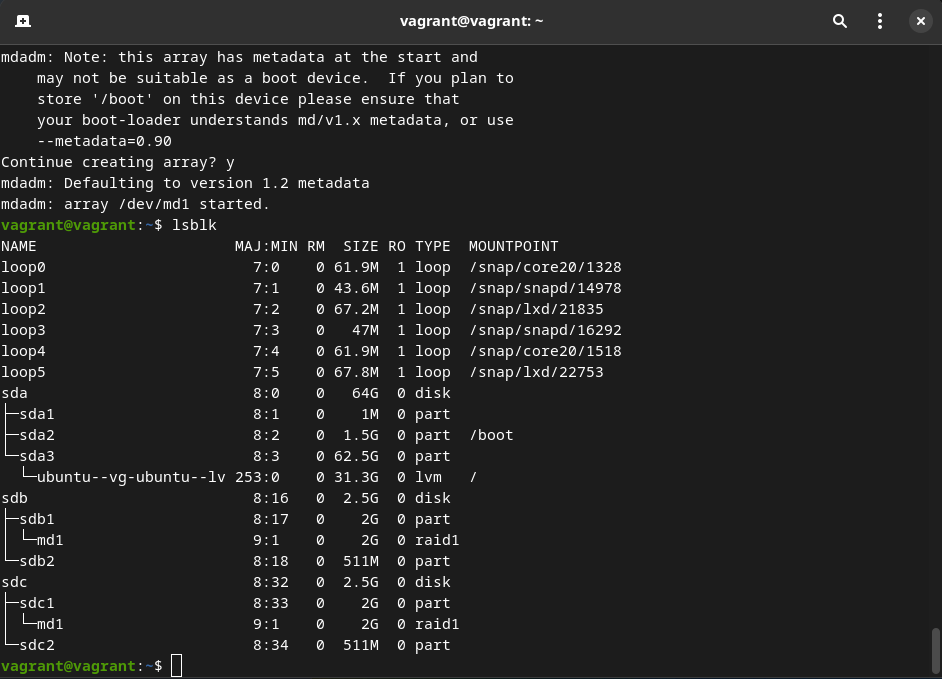 vagrant@vagrant: ~
mdadm: Note: this array has metadata at the start and
    may not be suitable as a boot device.  If you plan to
    store '/boot' on this device please ensure that
    your boot-loader understands md/v1.x metadata, or use
    --metadata=0.90
Continue creating array? y
mdadm: Defaulting to version 1.2 metadata
mdadm: array /dev/md1 started.
vagrant@vagrant:~$ lsblk
NAME                      MAJ:MIN RM  SIZE RO TYPE  MOUNTPOINT
loop0                       7:0    0 61.9M  1 loop  /snap/core20/1328
loop1                       7:1    0 43.6M  1 loop  /snap/snapd/14978
loop2                       7:2    0 67.2M  1 loop  /snap/lxd/21835
loop3                       7:3    0   47M  1 loop  /snap/snapd/16292
loop4                       7:4    0 61.9M  1 loop  /snap/core20/1518
loop5                       7:5    0 67.8M  1 loop  /snap/lxd/22753
sda                         8:0    0   64G  0 disk
├─sda1                      8:1    0    1M  0 part
├─sda2                      8:2    0  1.5G  0 part  /boot
└─sda3                      8:3    0 62.5G  0 part
  └─ubuntu--vg-ubuntu--lv 253:0    0 31.3G  0 lvm   /
sdb                         8:16   0  2.5G  0 disk
├─sdb1                      8:17   0    2G  0 part
│ └─md1                     9:1    0    2G  0 raid1
└─sdb2                      8:18   0  511M  0 part
sdc                         8:32   0  2.5G  0 disk
├─sdc1                      8:33   0    2G  0 part
│ └─md1                     9:1    0    2G  0 raid1
└─sdc2                      8:34   0  511M  0 part
vagrant@vagrant:~$